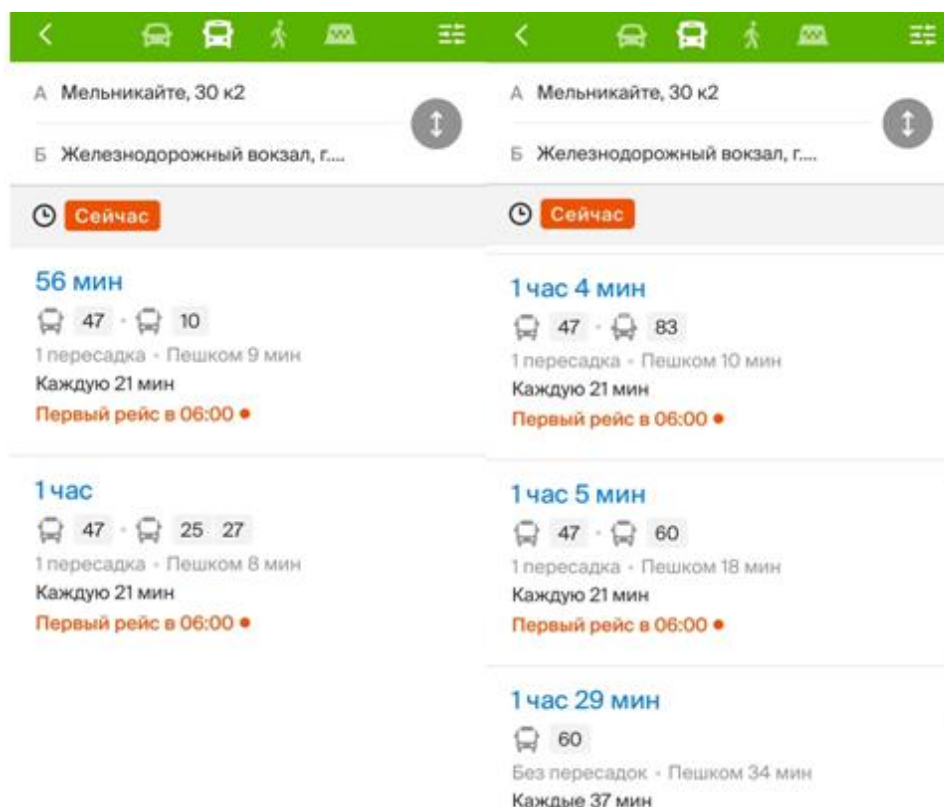 А Мельникайте, 30 к2
Б Железнодорожный вокзал, г....
Сейчас
56 мин
47 • 10
1 пересадка • Пешком 9 мин
Каждую 21 мин
Первый рейс в 06:00 •
1 час
47 • 25 27
1 пересадка • Пешком 8 мин
Каждую 21 мин
Первый рейс в 06:00 •
А Мельникайте, 30 к2
Б Железнодорожный вокзал, г....
Сейчас
1 час 4 мин
47 • 83
1 пересадка • Пешком 10 мин
Каждую 21 мин
Первый рейс в 06:00 •
1 час 5 мин
47 • 60
1 пересадка • Пешком 18 мин
Каждую 21 мин
Первый рейс в 06:00 •
1 час 29 мин
60
Без пересадок • Пешком 34 мин
Каждые 37 мин